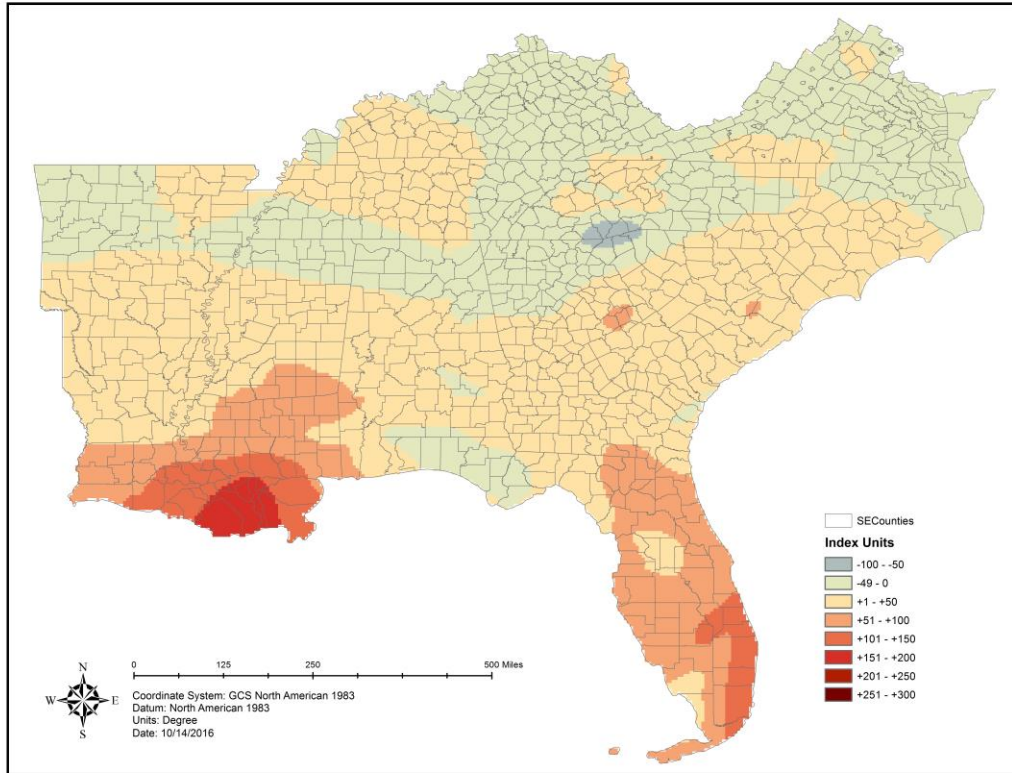 SECounties
Index Units
-100 - -50
-49 - 0
+1 - +50
+51 - +100
+101 - +150
+151 - +200
+201 - +250
+251 - +300
N
W E
S
0 125 250 500 Miles
Coordinate System: GCS North American 1983
Datum: North American 1983
Units: Degree
Date: 10/14/2016